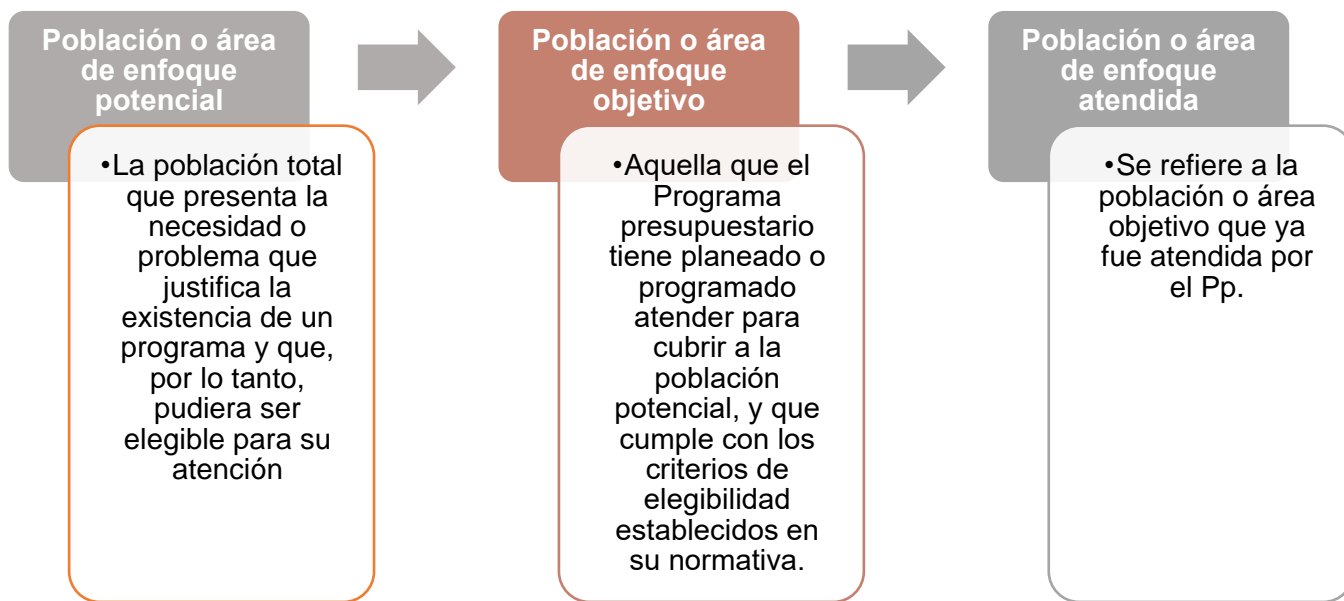 Población o área
de enfoque
potencial
•La población total
que presenta la
necesidad o
problema que
justifica la
existencia de un
programa y que,
por lo tanto,
pudiera ser
elegible para su
atención
Población o área
de enfoque
objetivo
•Aquella que el
Programa
presupuestario
tiene planeado o
programado
atender para
cubrir a la
población
potencial, y que
cumple con los
criterios de
elegibilidad
establecidos en
su normativa.
Población o área
de enfoque
atendida
•Se refiere a la
población o área
objetivo que ya
fue atendida por
el Pp.